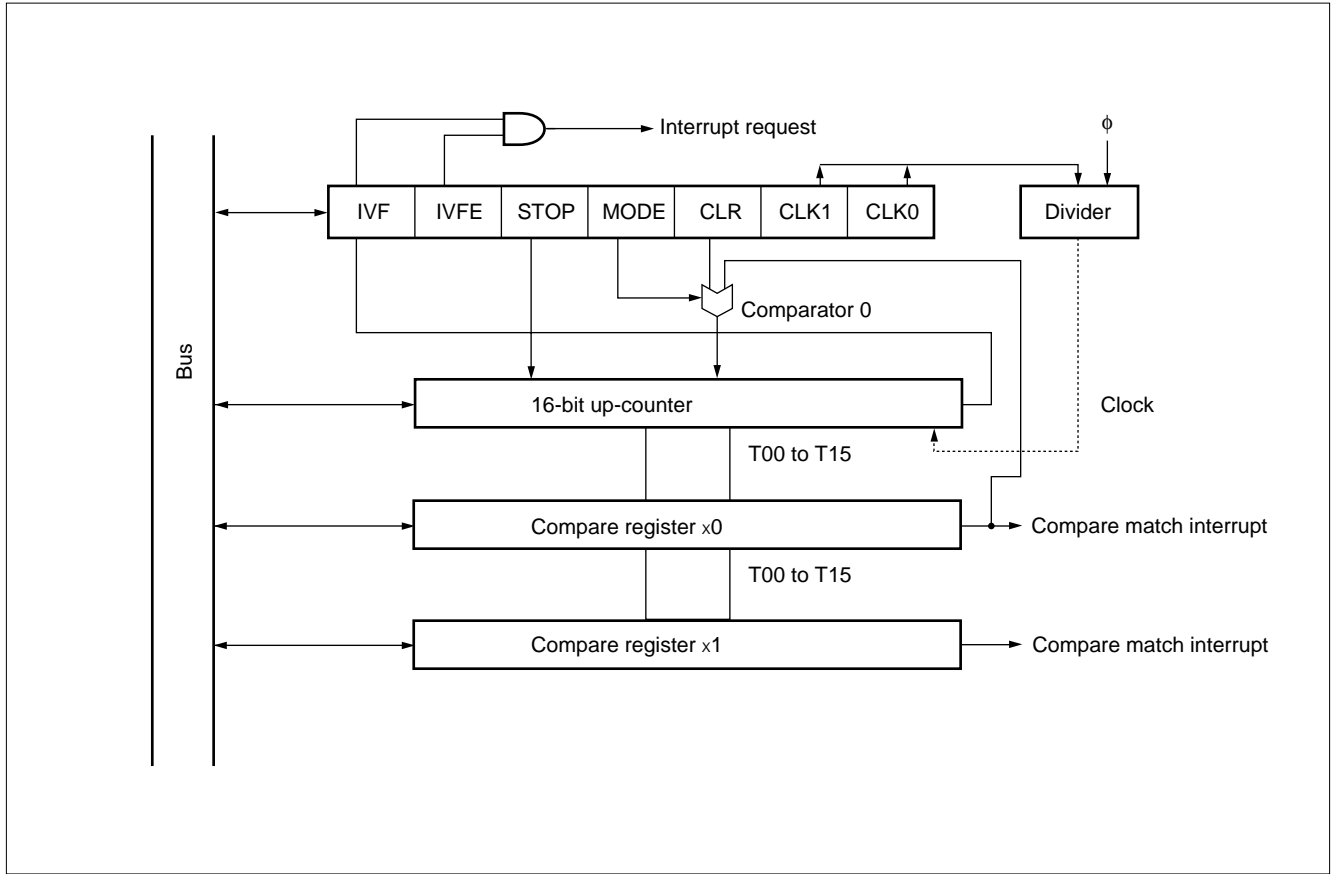 Interrupt request
ϕ
IVF IVFE STOP MODE CLR CLK1 CLK0
Divider
Comparator 0
Bus
16-bit up-counter
Clock
T00 to T15
Compare register x0
Compare match interrupt
T00 to T15
Compare register x1
Compare match interrupt